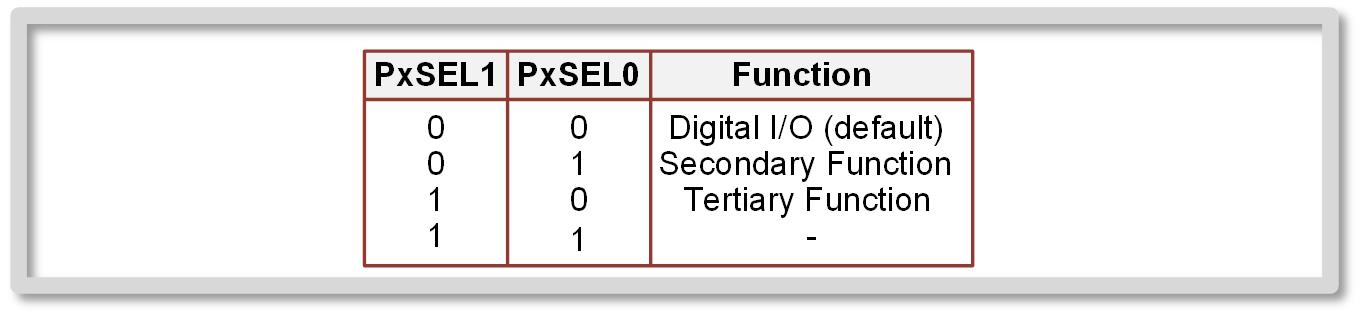 PxSEL1 PxSEL0 Function
0 0 Digital I/O (default)
0 1 Secondary Function
1 0 Tertiary Function
1 1 -